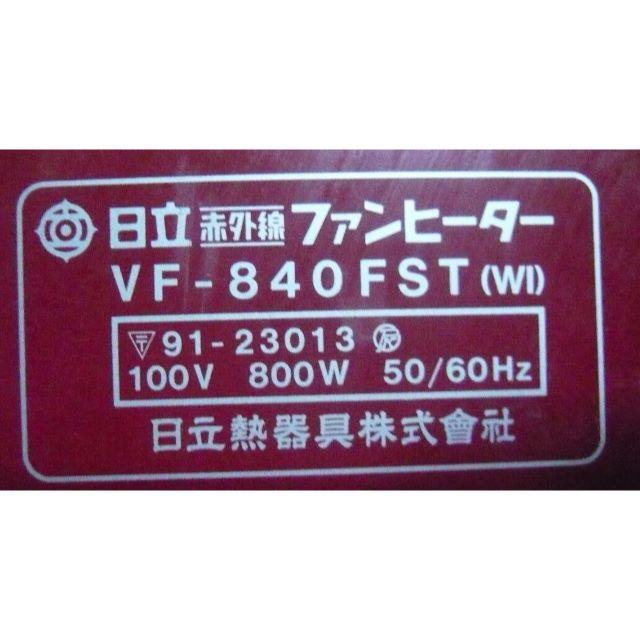 日立 赤外線 ファンヒーター
VF-840FST(WI)
〒91-23013
100V 800W 50/60Hz
日立熱器具株式會社